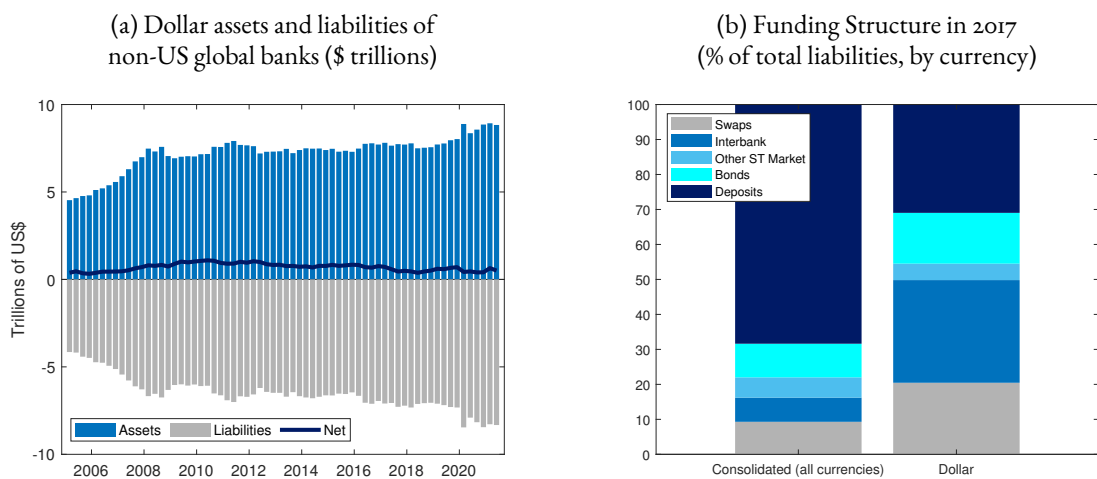 (a) Dollar assets and liabilities of
non-US global banks ($ trillions)
10
5
0
-5
-10
Trillions of US$
Assets
Liabilities
Net
2006
2008
2010
2012
2014
2016
2018
2020
(b) Funding Structure in 2017
(% of total liabilities, by currency)
100
90
80
70
60
50
40
30
20
10
0
Swaps
Interbank
Other ST Market
Bonds
Deposits
Consolidated (all currencies)
Dollar